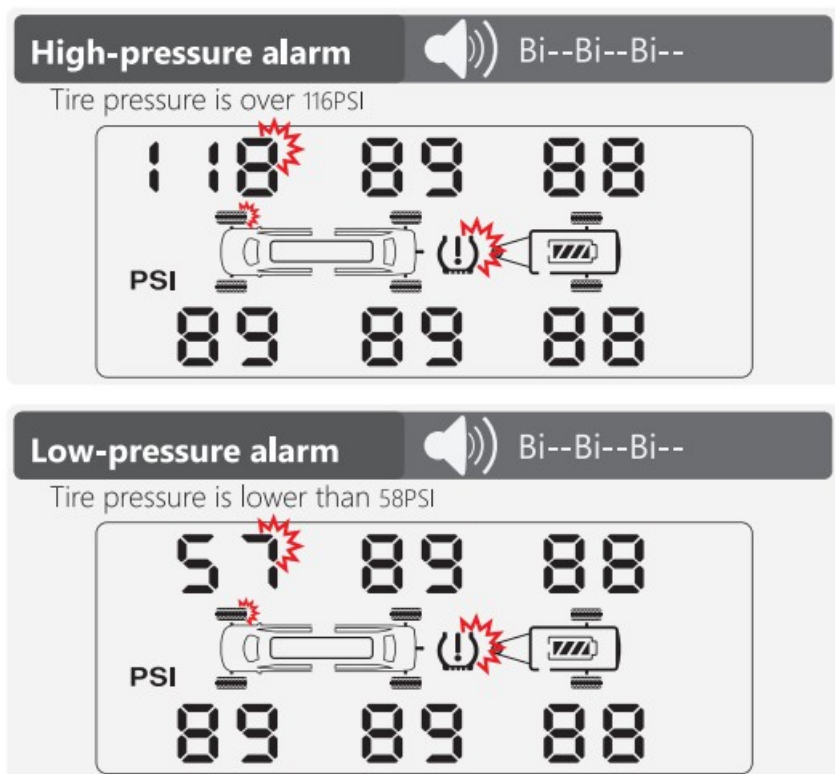 High-pressure alarm Bi--Bi--Bi--
Tire pressure is over 116PSI
118 89 88
PSI
89 89 88
Low-pressure alarm Bi--Bi--Bi--
Tire pressure is lower than 58PSI
57 89 88
PSI
89 89 88